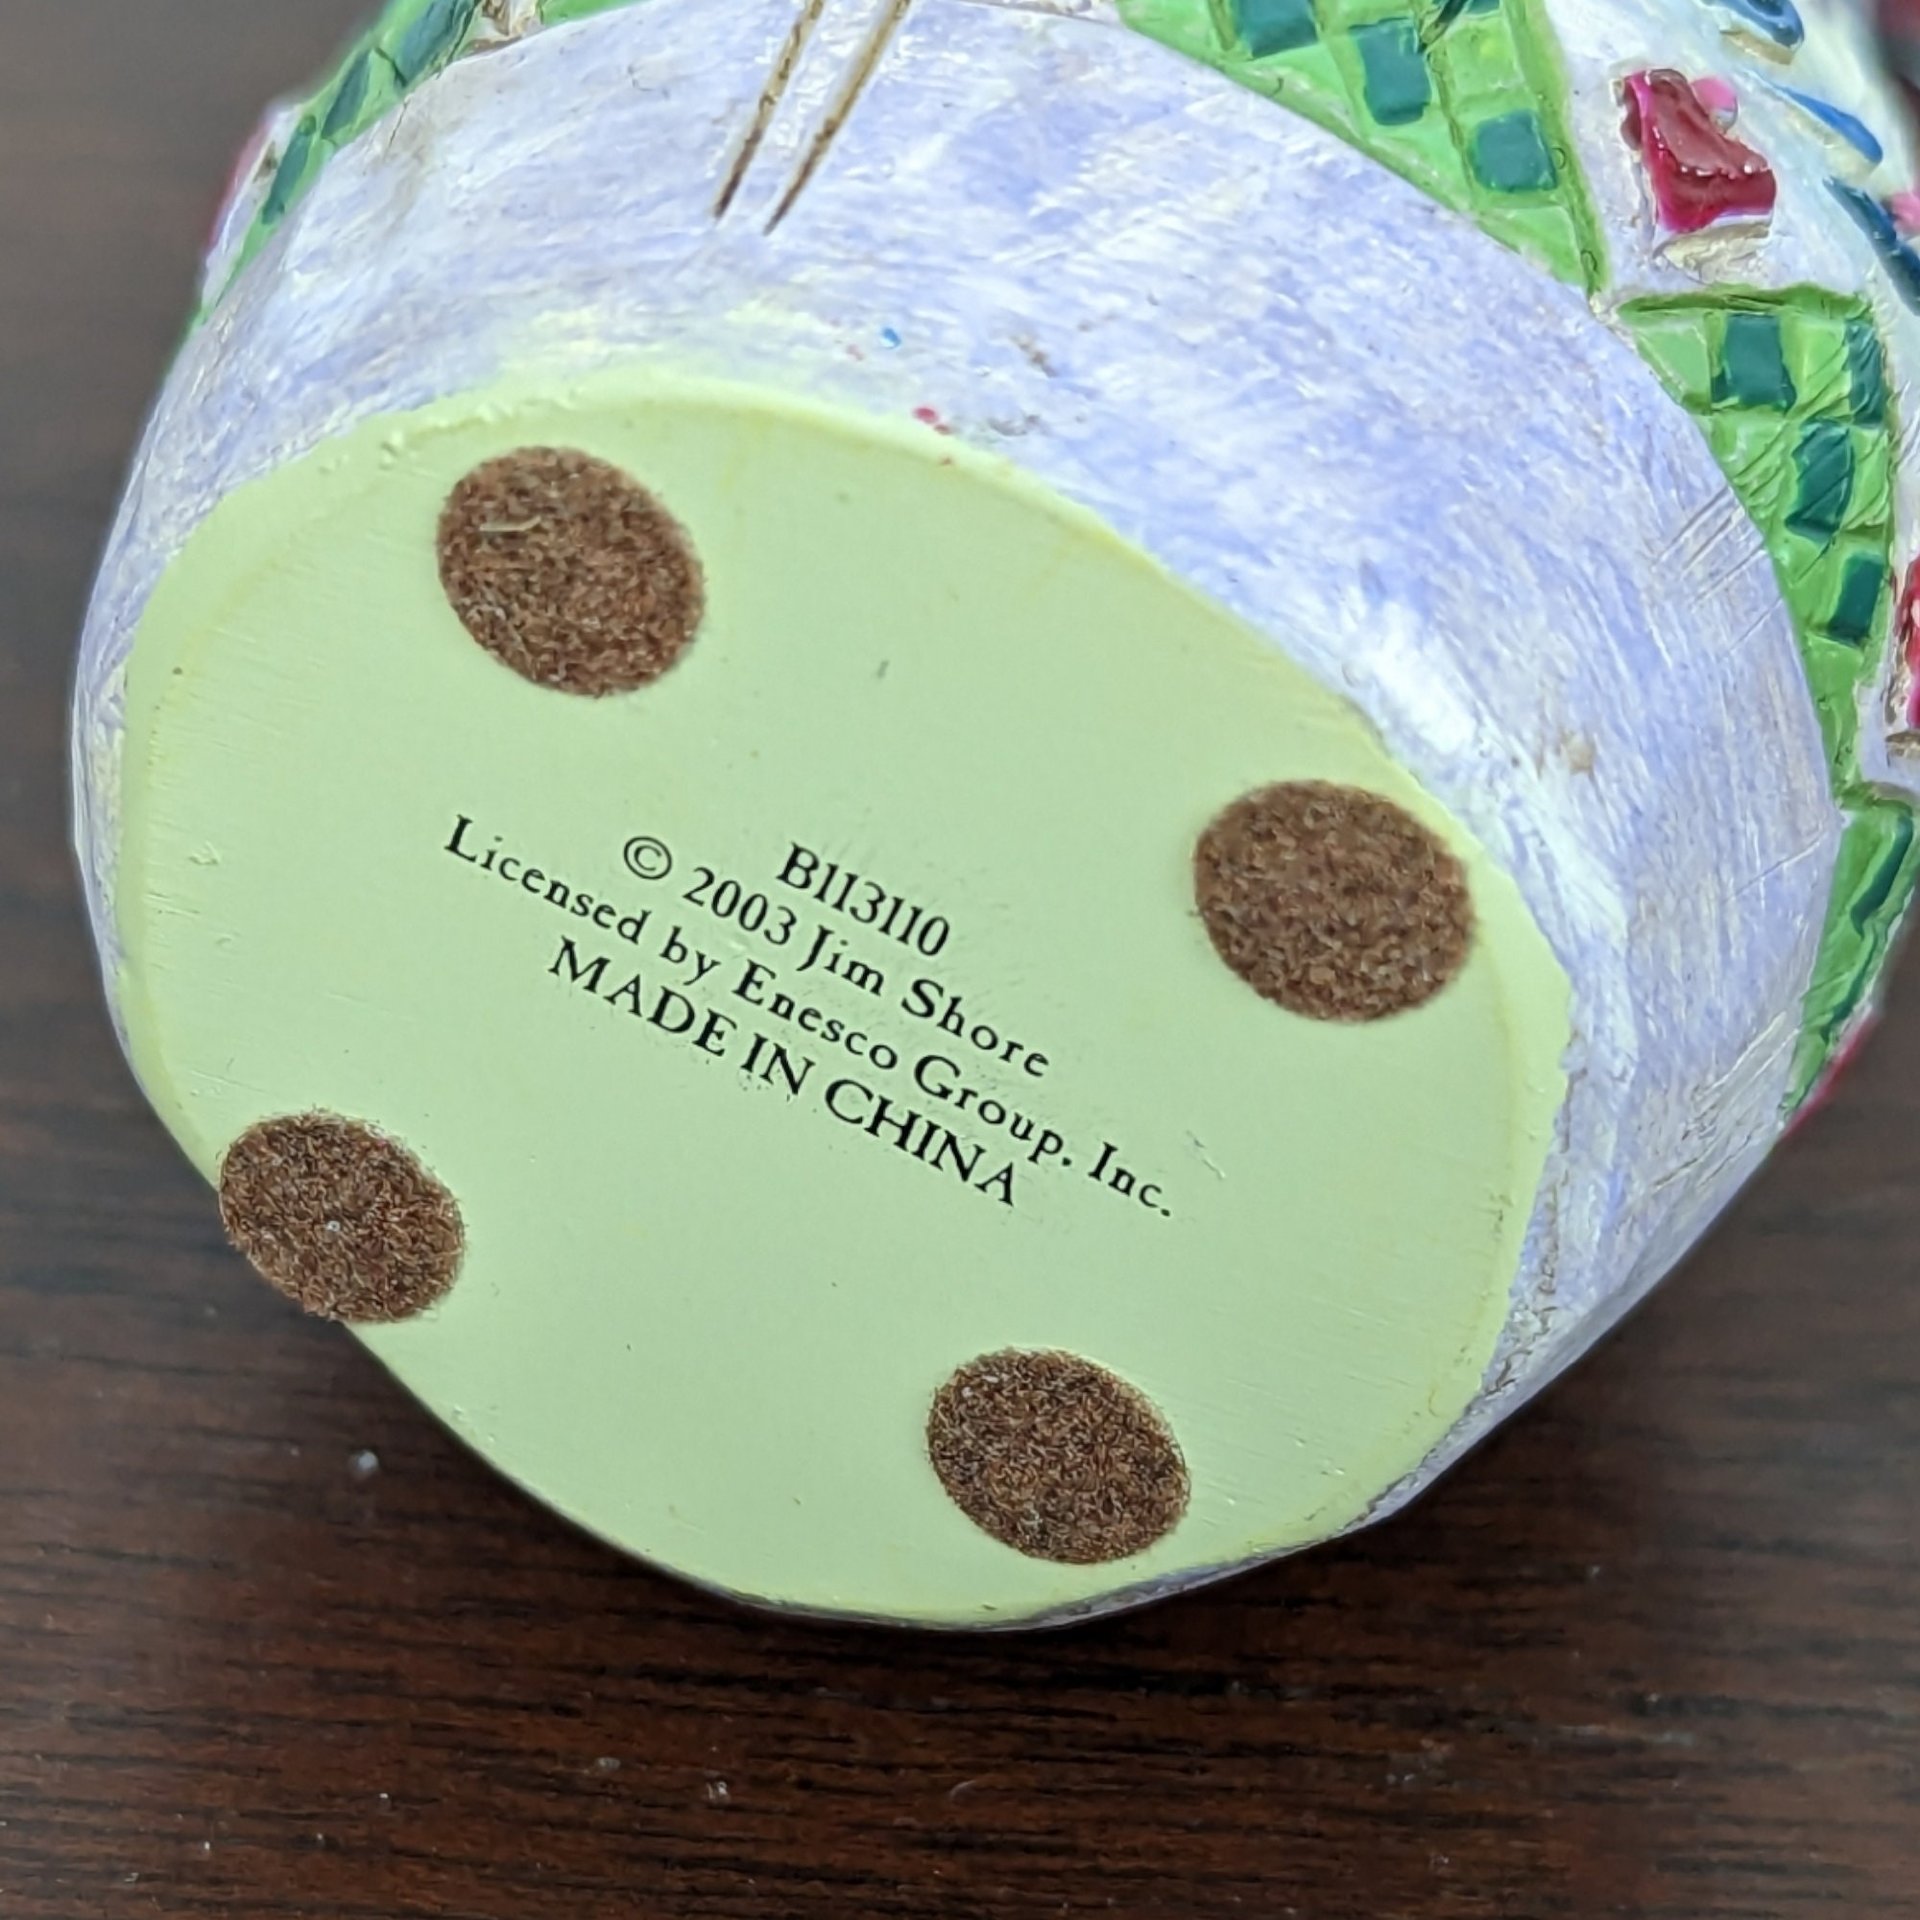 B113110
© 2003 Jim Shore
Licensed by Enesco Group, Inc.
MADE IN CHINA